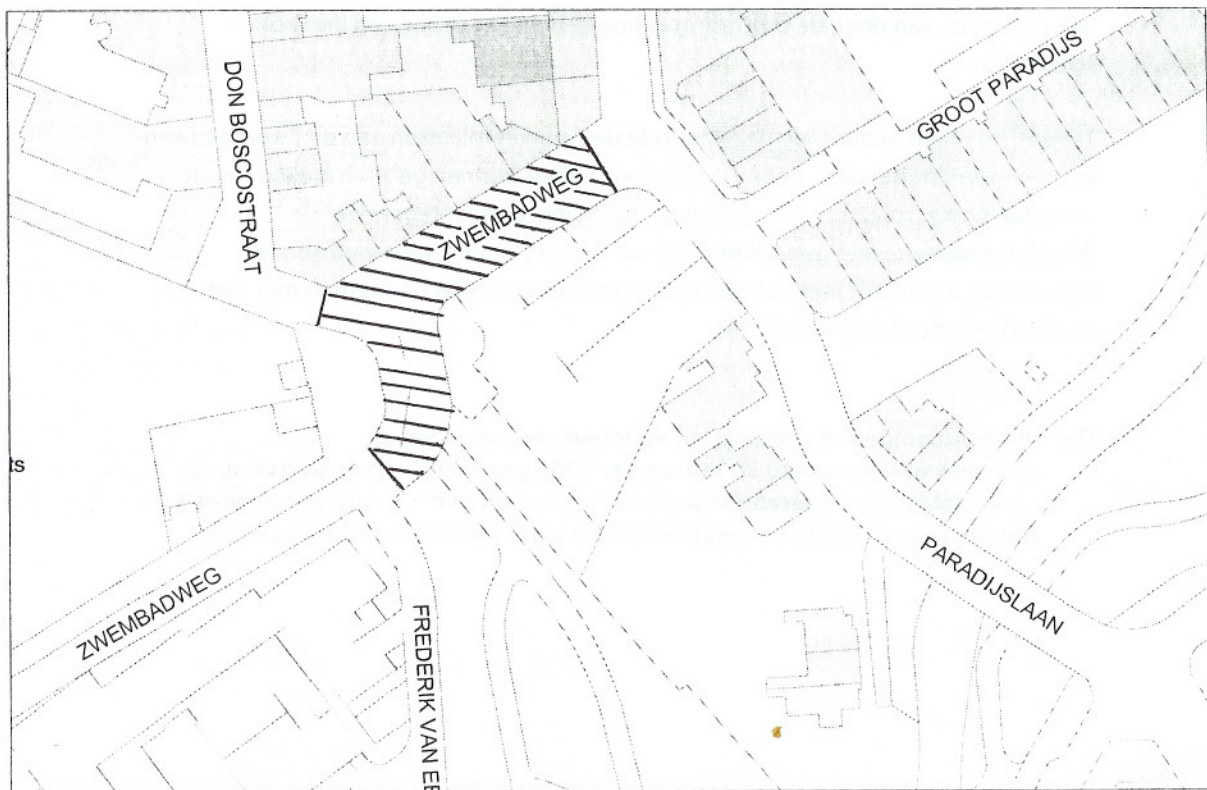 DON BOSCOSTRAAT
GROOT PARADIJS
ZWEMBADWEG
ts
ZWEMBADWEG
PARADIJSLAAN
FREDERIK VAN EE